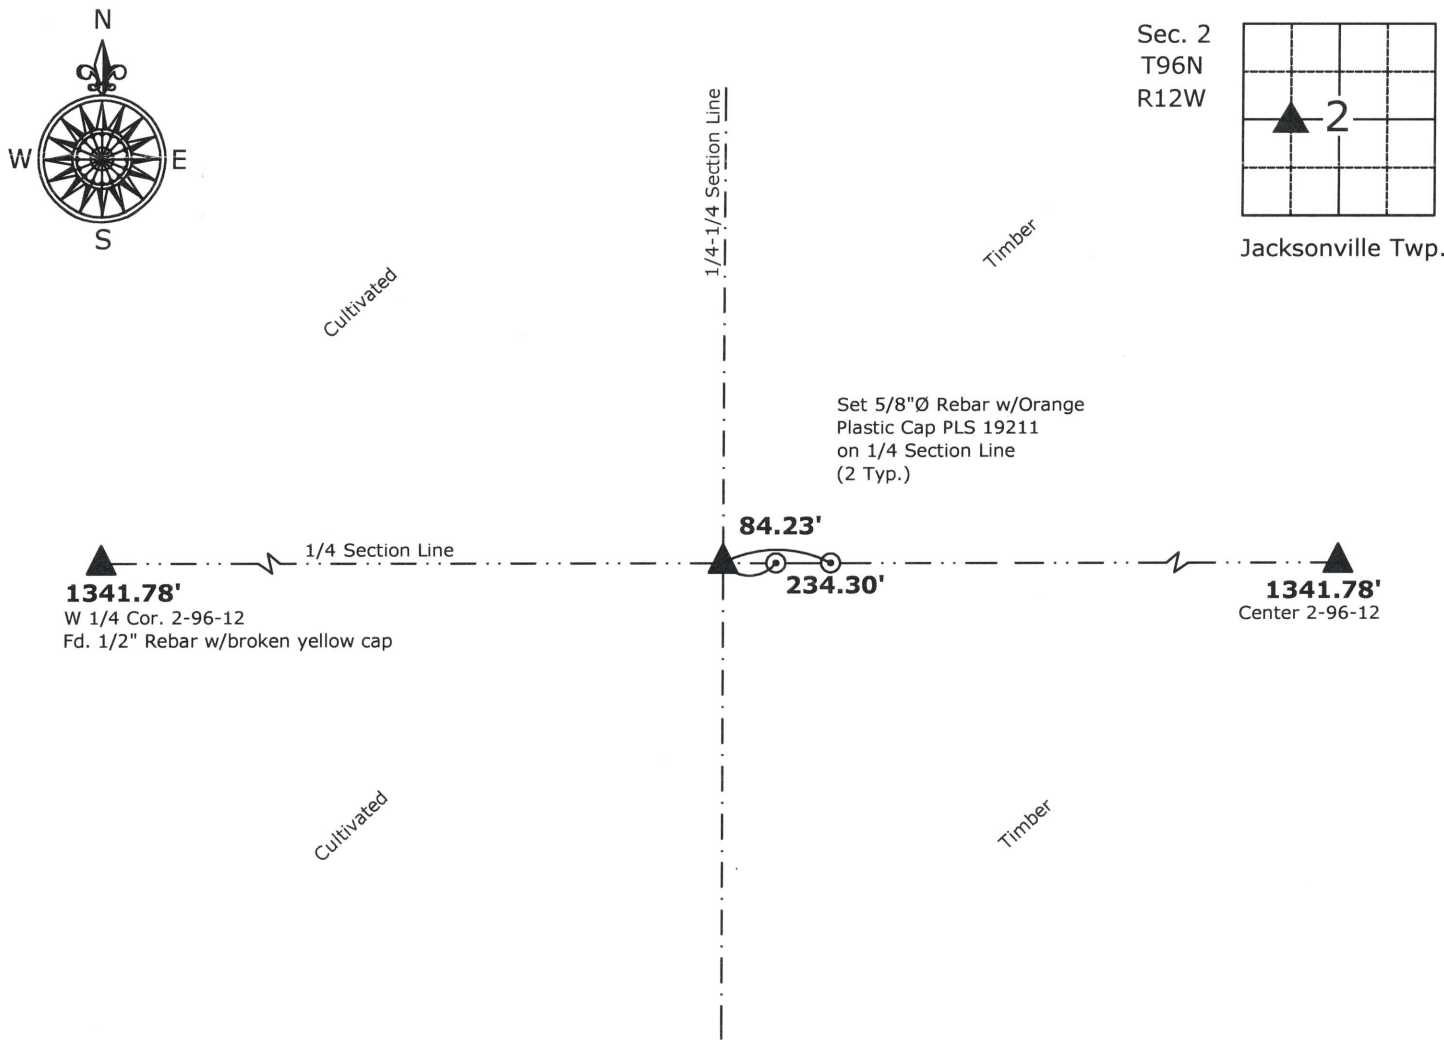 N
W
E
S
Sec. 2
T96N
R12W
2
Jacksonville Twp.
1/4-1/4 Section Line
Cultivated
Timber
Set 5/8"Ø Rebar w/Orange
Plastic Cap PLS 19211
on 1/4 Section Line
(2 Typ.)
84.23'
1/4 Section Line
234.30'
1341.78'
W 1/4 Cor. 2-96-12
Fd. 1/2" Rebar w/broken yellow cap
1341.78'
Center 2-96-12
Cultivated
Timber